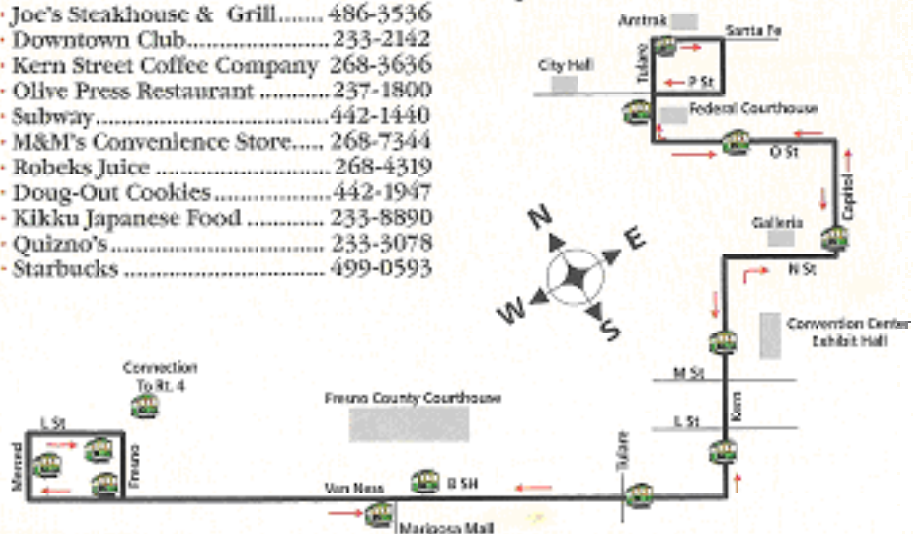 · Joe's Steakhouse & Grill........ 486-3536
· Downtown Club........................ 233-2142
· Kern Street Coffee Company 268-3636
· Olive Press Restaurant ............ 237-1800
· Subway....................................... 442-1440
· M&M's Convenience Store..... 268-7344
· Robeks Juice ............................. 268-4319
· Doug-Out Cookies.................... 442-1947
· Kikku Japanese Food .............. 233-8890
· Quizno's..................................... 233-3078
· Starbucks ................................... 499-0593
Amtrak
Santa Fe
Tulare
City Hall
P St
Federal Courthouse
O St
Capitol
Galleria
N St
N
E
W
S
Convention Center
Exhibit Hall
M St
Kern
L St
Connection
To Rt. 4
Fresno County Courthouse
L St
Merced
Fresno
Tulare
Van Ness
B SH
Mariposa Mall